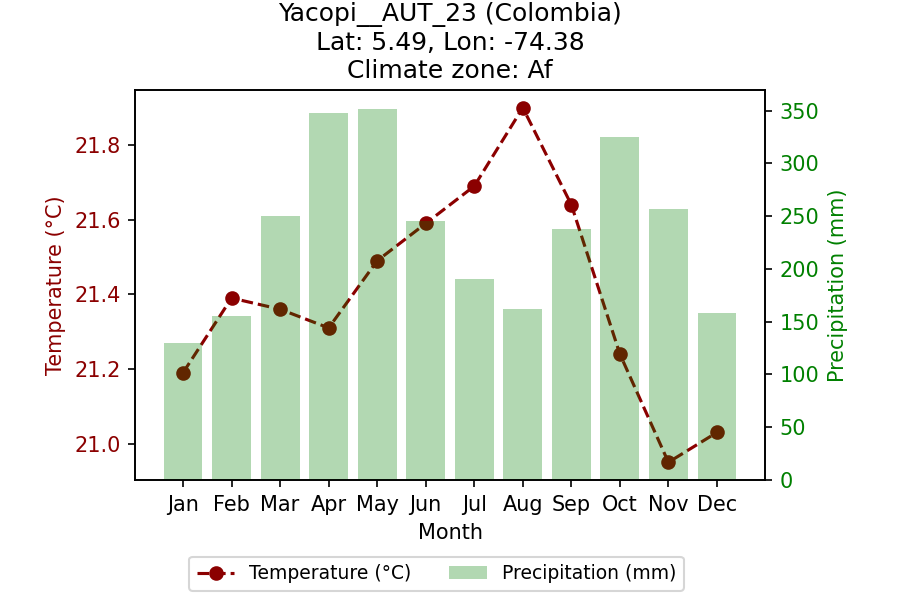 Yacopi__AUT_23 (Colombia)
Lat: 5.49, Lon: -74.38
Climate zone: Af
Temperature (°C)
21.8
21.6
21.4
21.2
21.0
350
300
250
200
150
100
50
0
Precipitation (mm)
Jan Feb Mar Apr May Jun Jul Aug Sep Oct Nov Dec
Month
Temperature (°C) Precipitation (mm)